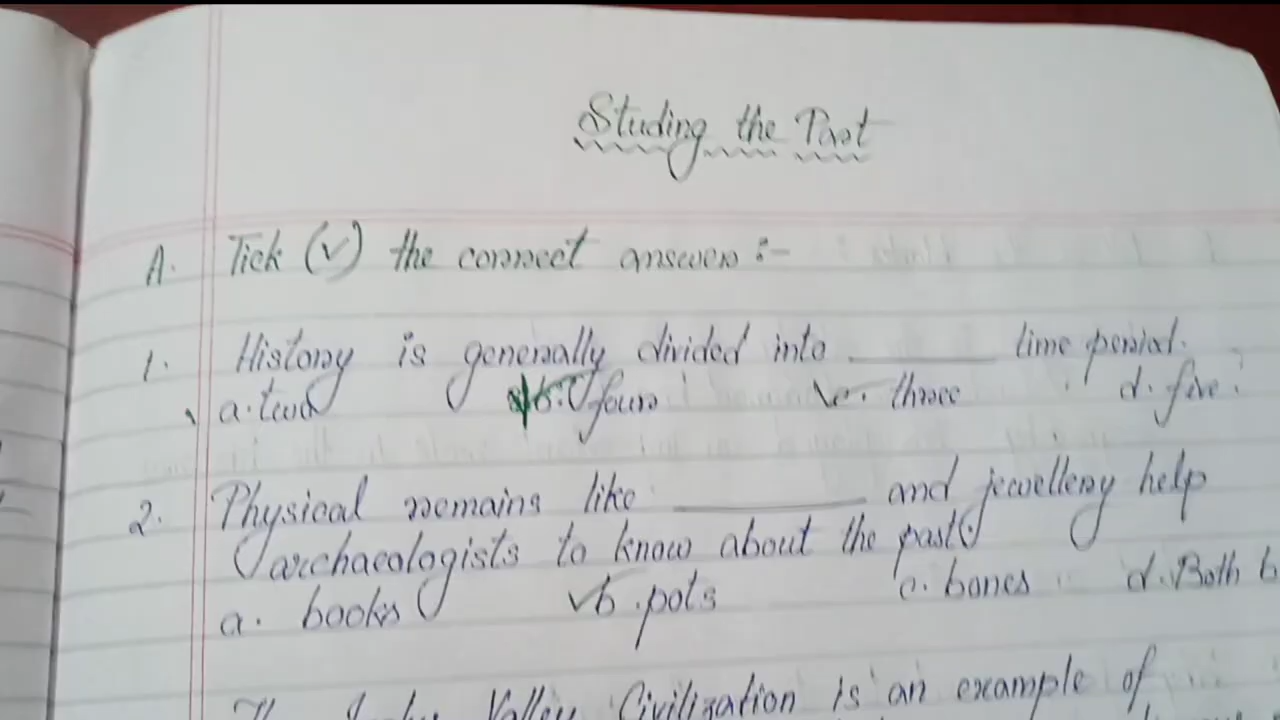 Studing the Past
A. Tick (✓) the correct answers :-
1. History is generally divided into ______ time period.
a. two b. four ✓c. three d. five
2. Physical remains like ______ and jewellery help
archaeologists to know about the past.
a. books ✓b. pots c. bones d. Both b
Valley Civilization is an example of